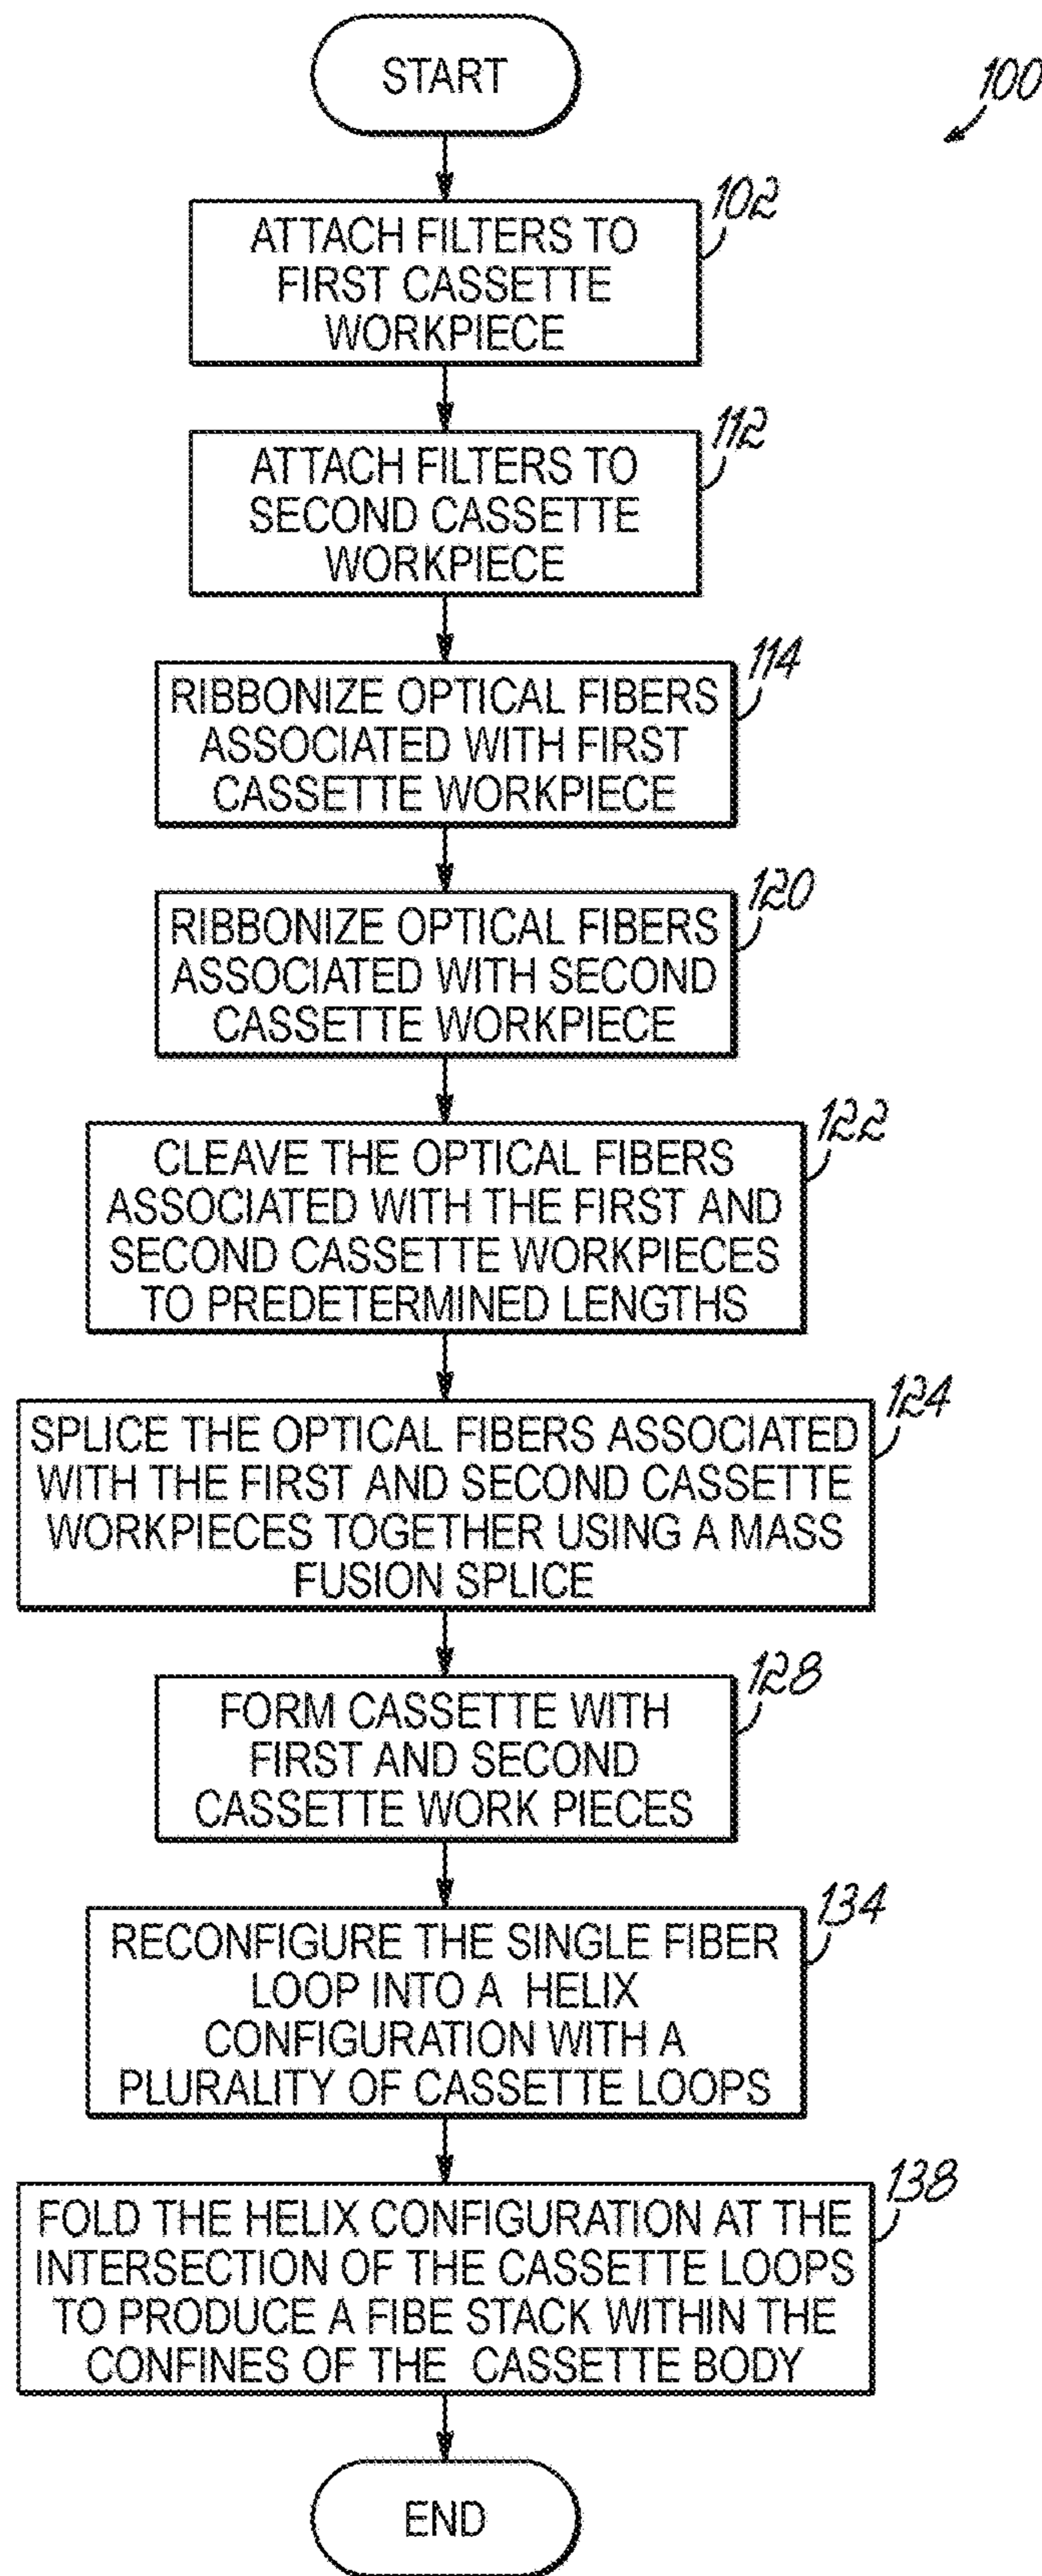 START
100
102
ATTACH FILTERS TO
FIRST CASSETTE
WORKPIECE
112
ATTACH FILTERS TO
SECOND CASSETTE
WORKPIECE
114
RIBBONIZE OPTICAL FIBERS
ASSOCIATED WITH FIRST
CASSETTE WORKPIECE
120
RIBBONIZE OPTICAL FIBERS
ASSOCIATED WITH SECOND
CASSETTE WORKPIECE
122
CLEAVE THE OPTICAL FIBERS
ASSOCIATED WITH THE FIRST AND
SECOND CASSETTE WORKPIECES
TO PREDETERMINED LENGTHS
124
SPLICE THE OPTICAL FIBERS ASSOCIATED
WITH THE FIRST AND SECOND CASSETTE
WORKPIECES TOGETHER USING A MASS
FUSION SPLICE
128
FORM CASSETTE WITH
FIRST AND SECOND
CASSETTE WORK PIECES
134
RECONFIGURE THE SINGLE FIBER
LOOP INTO A HELIX
CONFIGURATION WITH A
PLURALITY OF CASSETTE LOOPS
138
FOLD THE HELIX CONFIGURATION AT THE
INTERSECTION OF THE CASSETTE LOOPS
TO PRODUCE A FIBE STACK WITHIN THE
CONFINES OF THE CASSETTE BODY
END